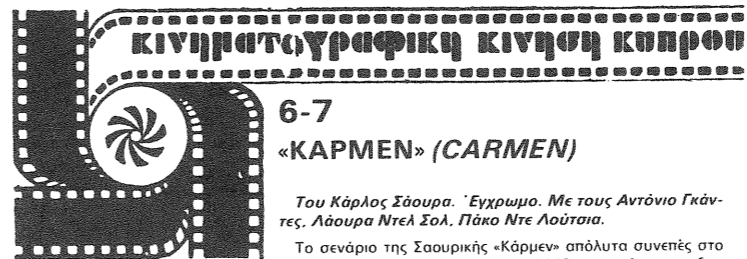 κινηματογραφικη κινηση κυπρου
6-7
«ΚΑΡΜΕΝ» (CARMEN)
Του Κάρλος Σάουρα. Έγχρωμο. Με τους Αντόνιο Γκάν-
τες, Λάουρα Ντελ Σολ, Πάκο Ντε Λούτσια.
Το σενάριο της Σαουρικής «Κάρμεν» απόλυτα συνεπές στο